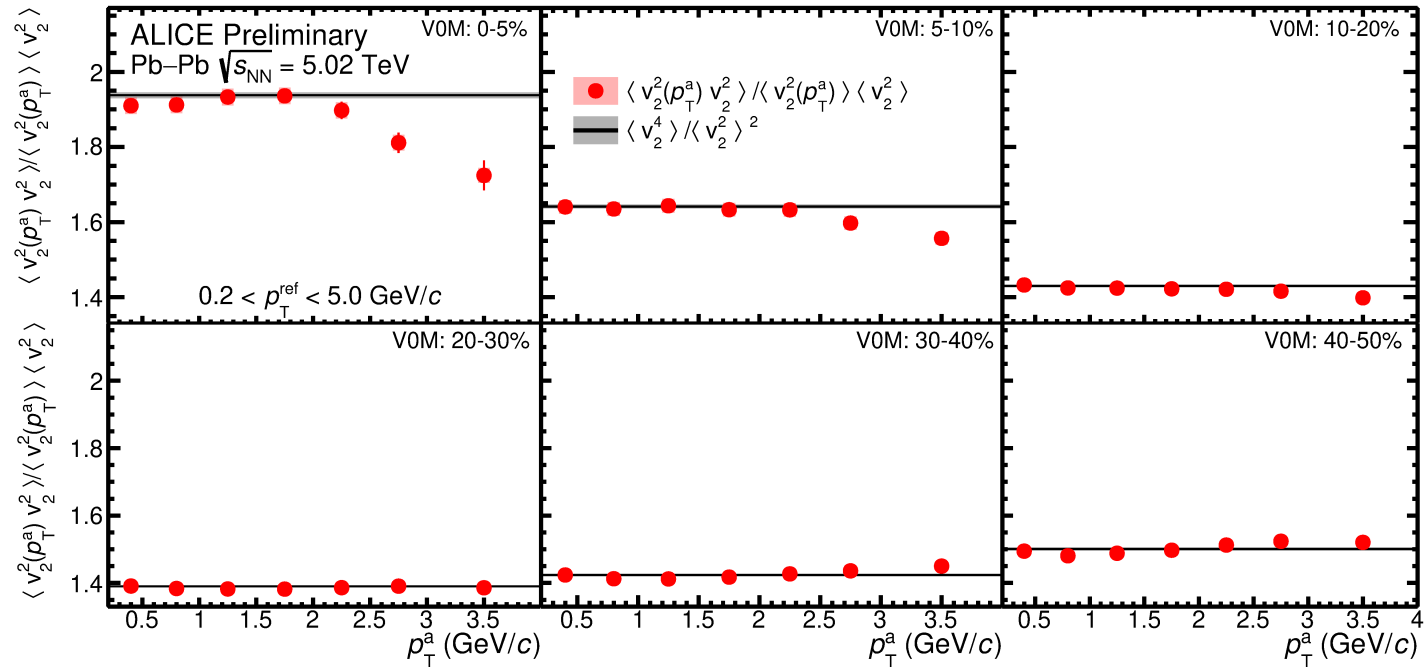 ⟨ v₂²(p_T^a) v₂² ⟩/⟨ v₂²(p_T^a) ⟩ ⟨ v₂² ⟩
ALICE Preliminary
V0M: 0-5%
Pb–Pb √s_NN = 5.02 TeV
0.2 < p_T^ref < 5.0 GeV/c
2
1.8
1.6
1.4
V0M: 5-10%
⟨ v₂²(p_T^a) v₂² ⟩/⟨ v₂²(p_T^a) ⟩ ⟨ v₂² ⟩
⟨ v₂⁴ ⟩/⟨ v₂² ⟩²
V0M: 10-20%
⟨ v₂²(p_T^a) v₂² ⟩/⟨ v₂²(p_T^a) ⟩ ⟨ v₂² ⟩
V0M: 20-30%
2
1.8
1.6
1.4
0.5 1 1.5 2 2.5 3 3.5
p_T^a (GeV/c)
V0M: 30-40%
0.5 1 1.5 2 2.5 3 3.5
p_T^a (GeV/c)
V0M: 40-50%
0.5 1 1.5 2 2.5 3 3.5 4
p_T^a (GeV/c)